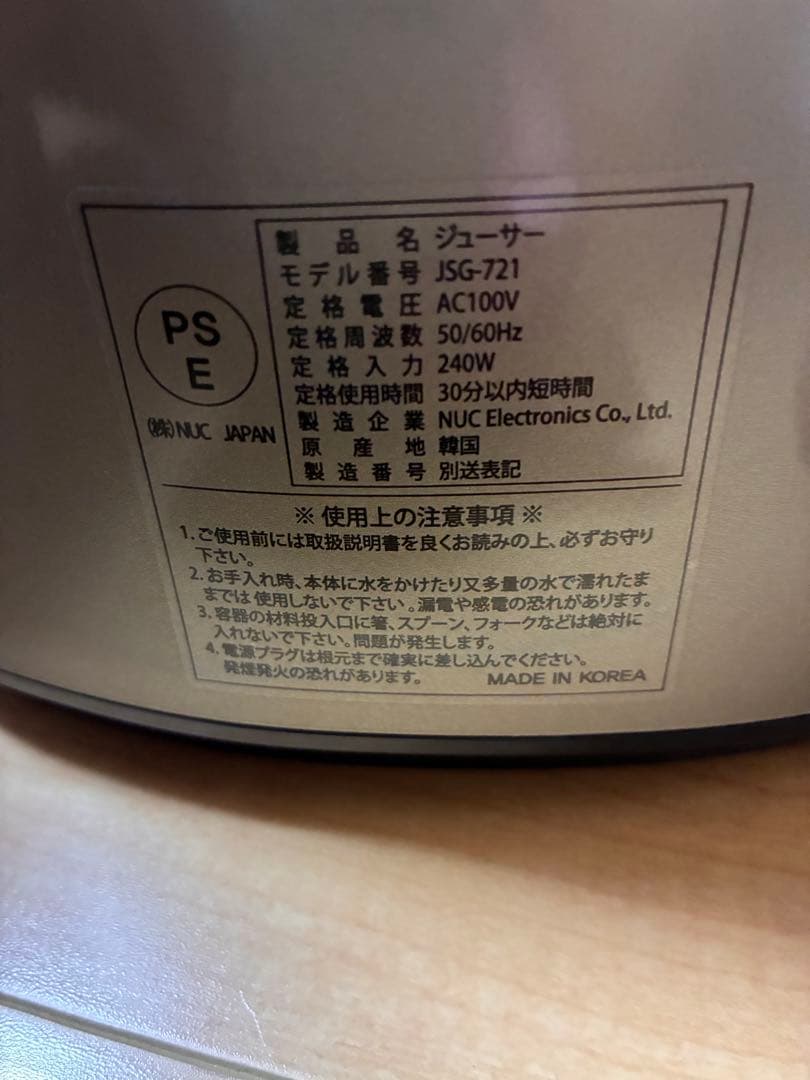 製品名 ジューサー
モデル番号 JSG-721
定格電圧 AC100V
定格周波数 50/60Hz
定格入力 240W
定格使用時間 30分以内短時間
製造企業 NUC Electronics Co., Ltd.
原産地 韓国
製造番号 別送表記
PS
E
(株)NUC JAPAN
※ 使用上の注意事項 ※
1. ご使用前には取扱説明書を良くお読みの上、必ずお守り
下さい。
2. お手入れ時、本体に水をかけたり又多量の水で濡れたま
までは 使用しないで下さい。漏電や感電の恐れがあります。
3. 容器の材料投入口に箸、スプーン、フォークなどは絶対に
入れないで下さい。問題が発生します。
4. 電源プラグは根元まで確実に差し込んでください。
発煙発火の恐れがあります。 MADE IN KOREA